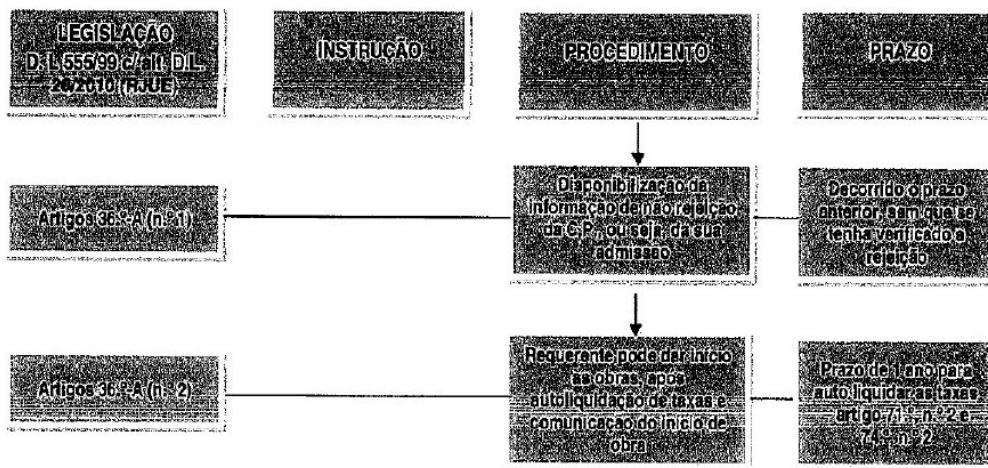 LEGISLAÇÃO
D.L 555/99 c/ alt. D.L.
26/2010 (RJUE)
INSTRUÇÃO
PROCEDIMENTO
PRAZO
Artigos 36.º-A (n.º 1)
Disponibilização da
informação de não rejeição
da C.P., ou seja, da sua
admissão
Decorrido o prazo
anterior, sem que se
tenha verificado a
rejeição
Artigos 36.º-A (n.º 2)
Requerente pode dar início
às obras, após
autoliquidação de taxas e
comunicação do início de
obra
Prazo de 1 ano para
auto liquidar as taxas
artigo 71.º, n.º 2 e
74.º, n.º 2